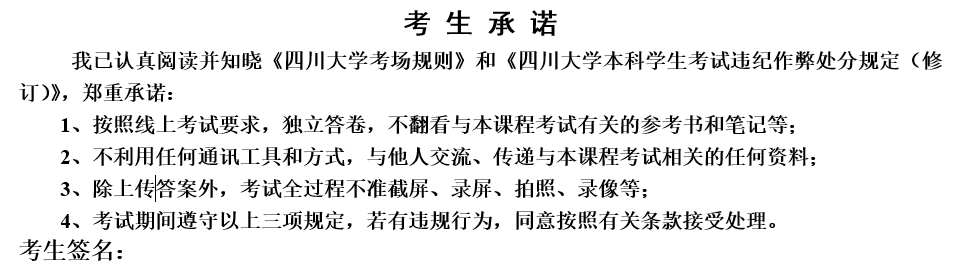 考 生 承 诺
我已认真阅读并知晓《四川大学考场规则》和《四川大学本科学生考试违纪作弊处分规定（修
订）》，郑重承诺：
1、按照线上考试要求，独立答卷，不翻看与本课程考试有关的参考书和笔记等；
2、不利用任何通讯工具和方式，与他人交流、传递与本课程考试相关的任何资料；
3、除上传答案外，考试全过程不准截屏、录屏、拍照、录像等；
4、考试期间遵守以上三项规定，若有违规行为，同意按照有关条款接受处理。
考生签名：